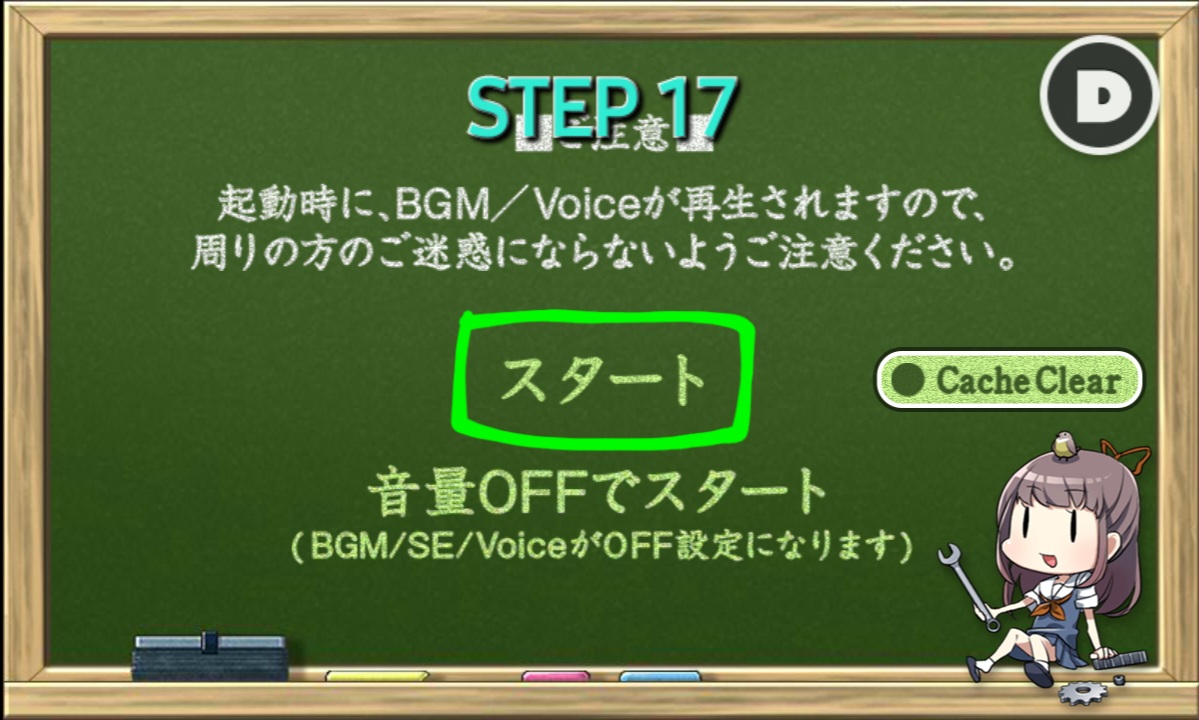 STEP 17
ご注意
D
起動時に、BGM／Voiceが再生されますので、
周りの方のご迷惑にならないようご注意ください。
スタート
Cache Clear
音量OFFでスタート
(BGM/SE/VoiceがOFF設定になります)